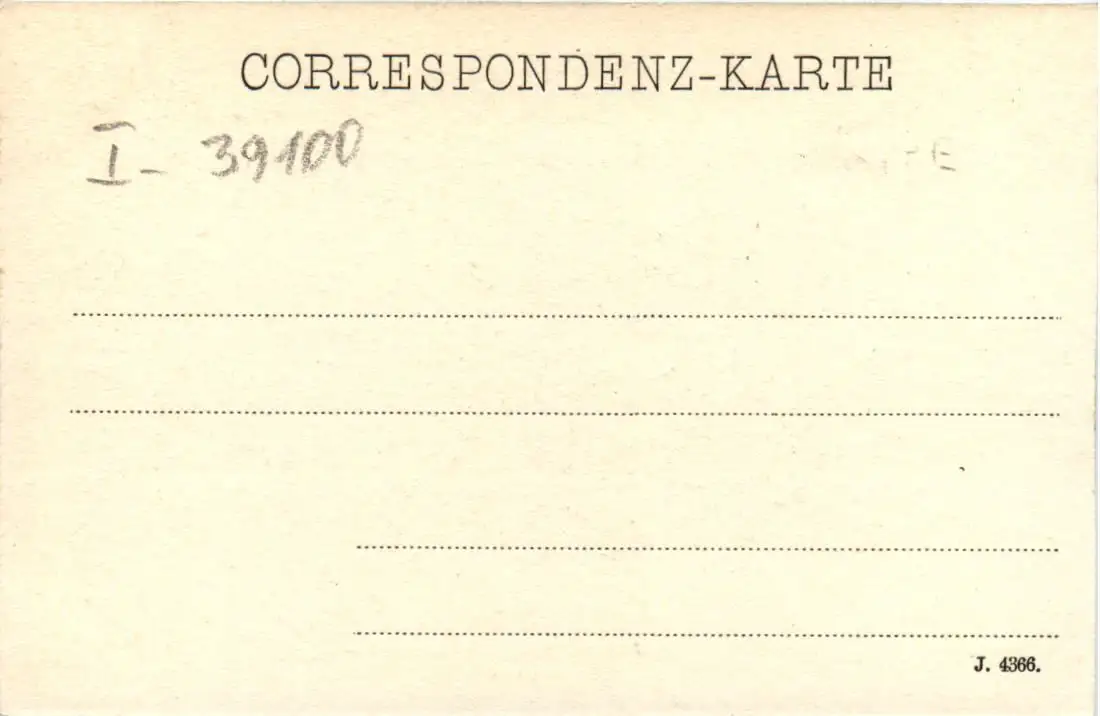 CORRESPONDENZ-KARTE
I- 39100
J. 4366.